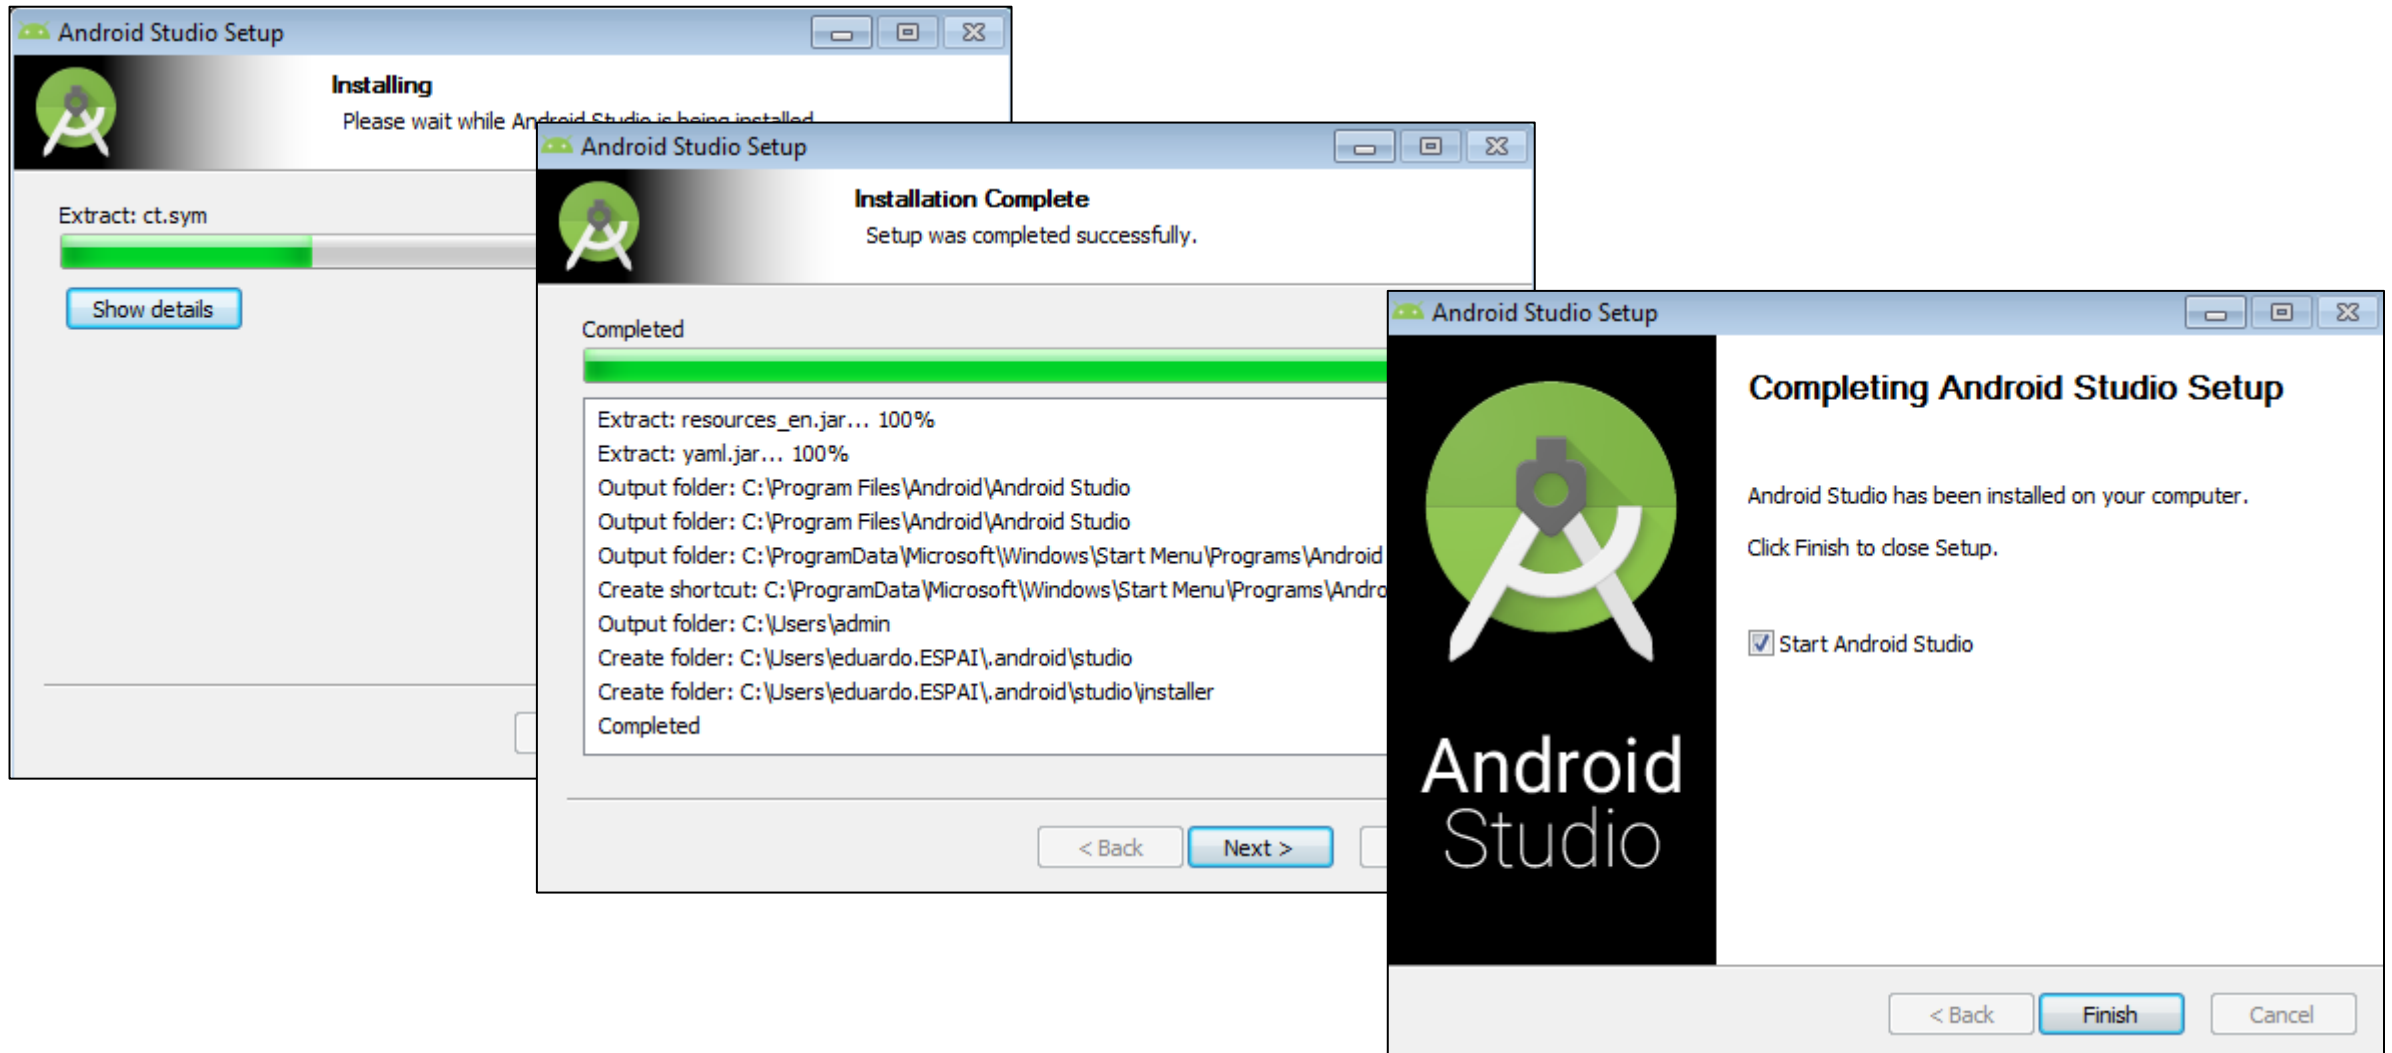 Android Studio Setup
Installing
Please wait while Android Studio is being installed
Extract: ct.sym
Show details
Android Studio Setup
Installation Complete
Setup was completed successfully.
Completed
Extract: resources_en.jar... 100%
Extract: yaml.jar... 100%
Output folder: C:\Program Files\Android\Android Studio
Output folder: C:\Program Files\Android\Android Studio
Output folder: C:\ProgramData\Microsoft\Windows\Start Menu\Programs\Android
Create shortcut: C:\ProgramData\Microsoft\Windows\Start Menu\Programs\Andro
Output folder: C:\Users\admin
Create folder: C:\Users\eduardo.ESPAI\.android\studio
Create folder: C:\Users\eduardo.ESPAI\.android\studio\installer
Completed
< Back Next >
Android Studio Setup
Completing Android Studio Setup
Android Studio has been installed on your computer.
Click Finish to close Setup.
Start Android Studio
Android
Studio
< Back Finish Cancel